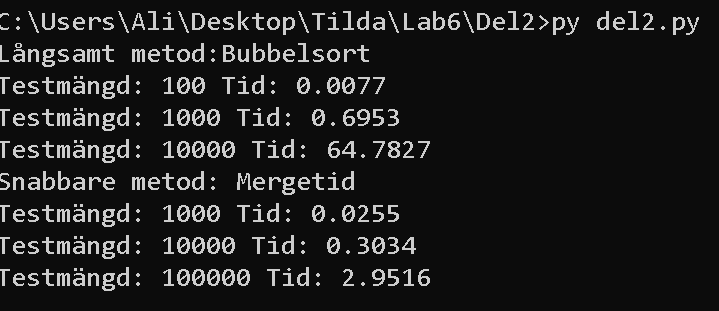 C:\Users\Ali\Desktop\Tilda\Lab6\Del2>py del2.py
Långsamt metod:Bubbelsort
Testmängd: 100 Tid: 0.0077
Testmängd: 1000 Tid: 0.6953
Testmängd: 10000 Tid: 64.7827
Snabbare metod: Mergetid
Testmängd: 1000 Tid: 0.0255
Testmängd: 10000 Tid: 0.3034
Testmängd: 100000 Tid: 2.9516